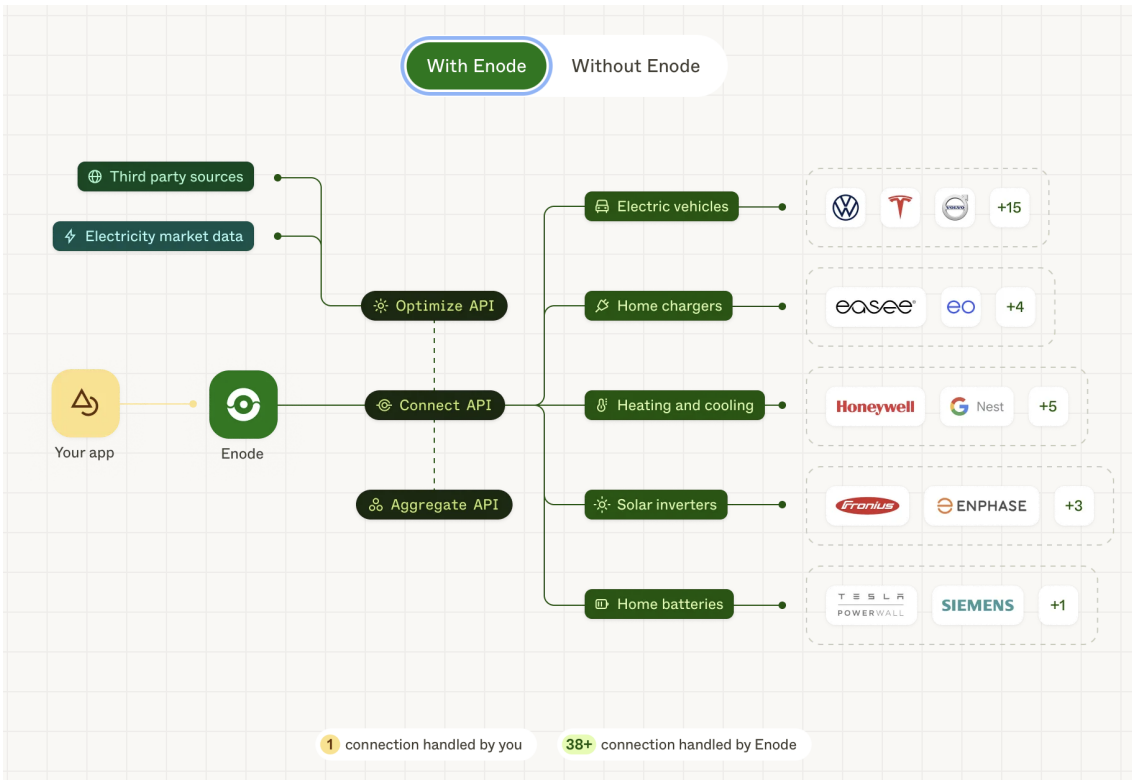 With Enode
Without Enode
Third party sources
Electricity market data
Optimize API
Connect API
Aggregate API
Your app
Enode
Electric vehicles
VOLVO
+15
Home chargers
easee
eo
+4
Heating and cooling
Honeywell
Nest
+5
Solar inverters
Fronius
ENPHASE
+3
Home batteries
TESLA
POWERWALL
SIEMENS
+1
1 connection handled by you
38+ connection handled by Enode